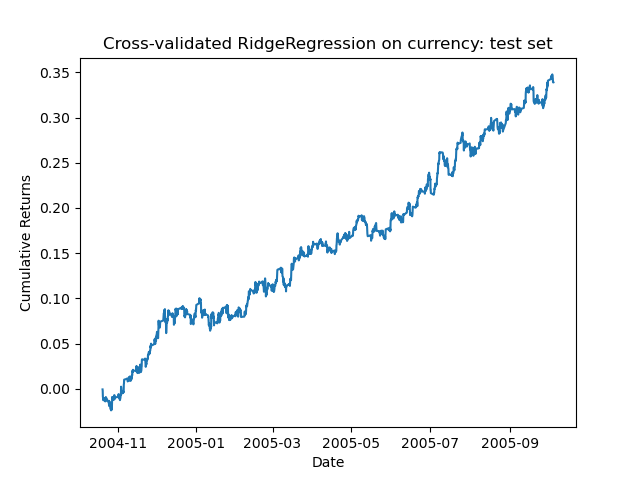 Cross-validated RidgeRegression on currency: test set
0.35
0.30
0.25
0.20
0.15
0.10
0.05
0.00
Cumulative Returns
2004-11 2005-01 2005-03 2005-05 2005-07 2005-09
Date